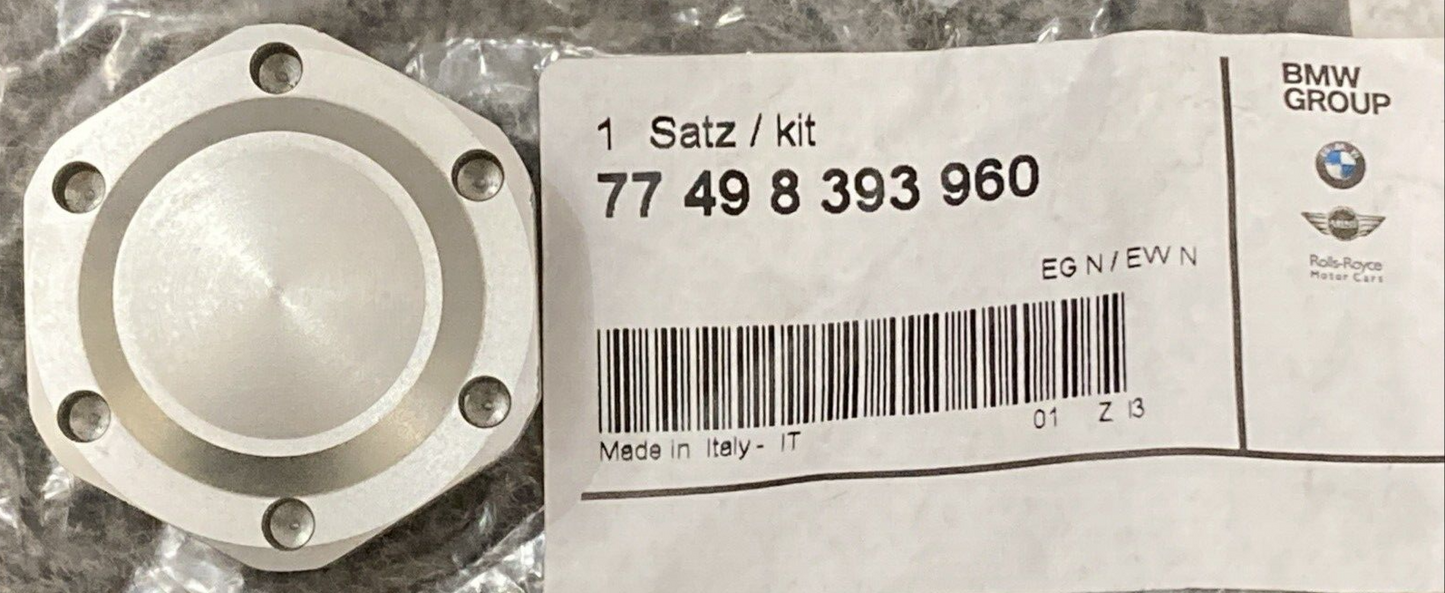 1 Satz / kit
77 49 8 393 960
EG N / EW N
01 Z I3
Made in Italy - IT
BMW
GROUP
Rolls-Royce
Motor Cars